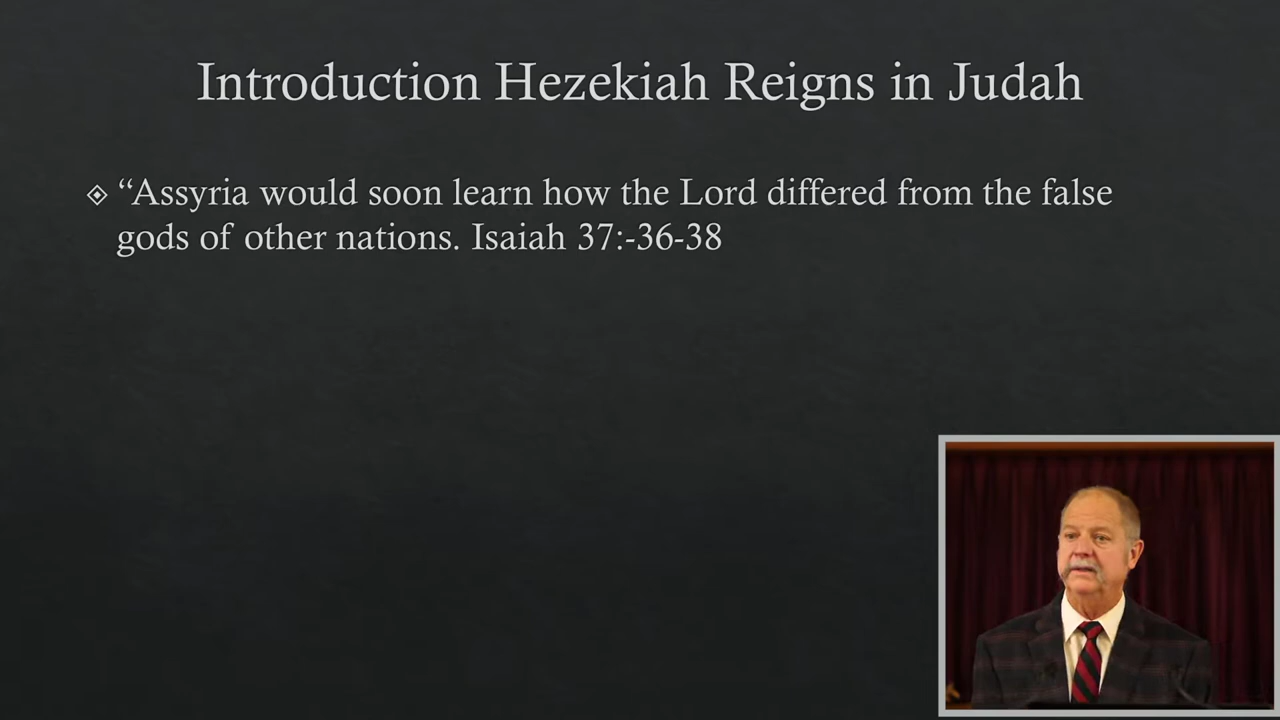 Introduction Hezekiah Reigns in Judah
“Assyria would soon learn how the Lord differed from the false
gods of other nations. Isaiah 37:-36-38